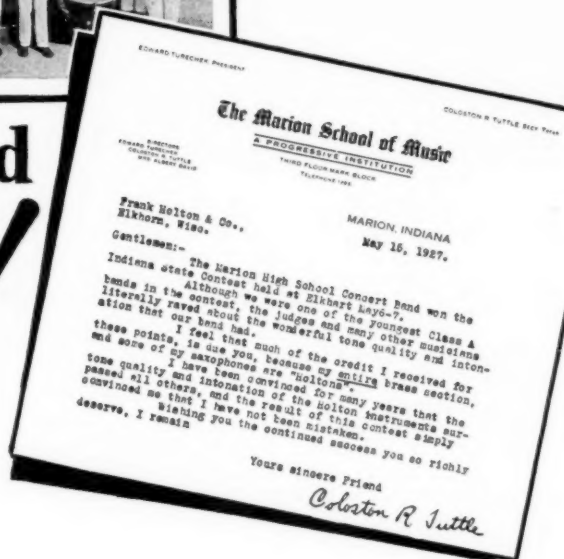 d
EDWARD TURECHEK, PRESIDENT
COLOSTON R TUTTLE SECY TREAS
The Marion School of Music
A PROGRESSIVE INSTITUTION
THIRD FLOOR MARK BLOCK
TELEPHONE
DIRECTORS
EDWARD TURECHEK
COLOSTON R. TUTTLE
MRS ALBERT DAVIS
MARION, INDIANA
May 15, 1927.
Frank Holton & Co.,
Elkhorn, Wisc.
Gentlemen:-
The Marion High School Concert Band won the
Indiana State Contest held at Elkhart Lay6-7.
Although we were one of the youngest Class A
bands in the contest, the judges and many other musicians
literally raved about the wonderful tone quality and inton-
ation that our band had.
I feel that much of the credit I received for
these points, is due you, because my entire brass section,
and some of my saxophones are "Holtons".
I have been convinced for many years that the
tone quality and intonation of the Holton instruments sur-
passed all others, and the result of this contest simply
convinced me that I have not been mistaken.
Wishing you the continued success you so richly
deserve, I remain
Yours sincere Friend
Coloston R Tuttle